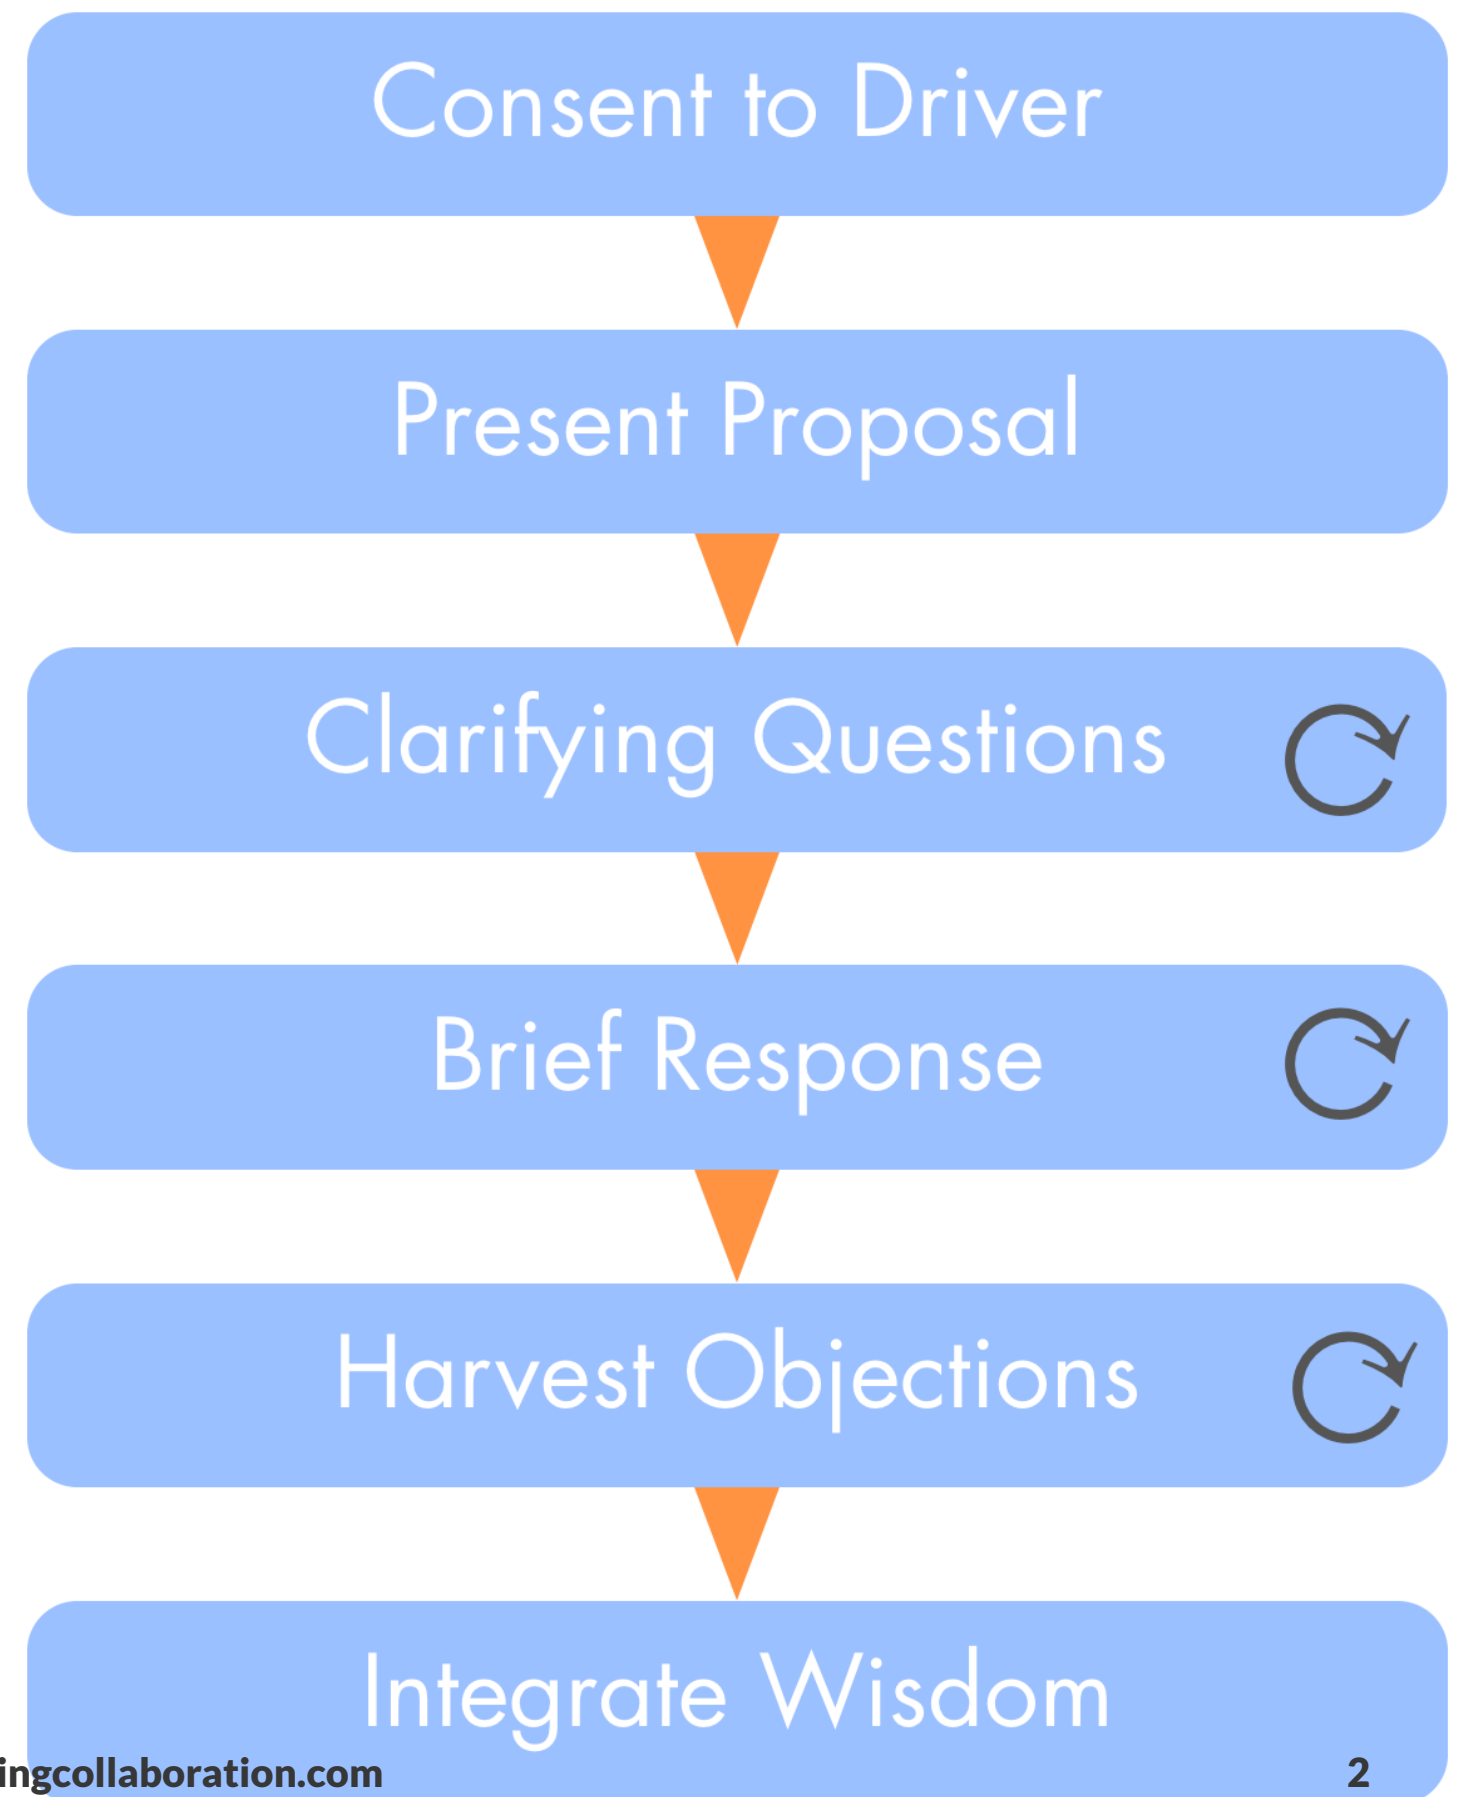 Consent to Driver
Present Proposal
Clarifying Questions
Brief Response
Harvest Objections
Integrate Wisdom
ingcollaboration.com 2